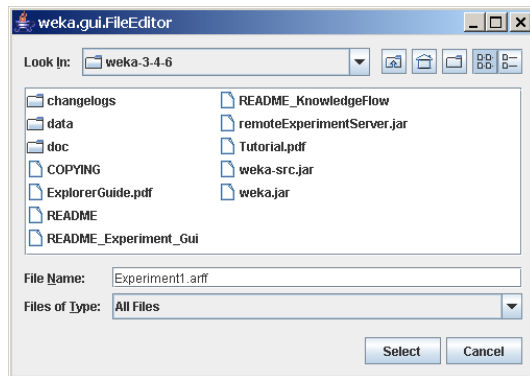 weka.gui.FileEditor
Look In: weka-3-4-6
changelogs
data
doc
COPYING
ExplorerGuide.pdf
README
README_Experiment_Gui
README_KnowledgeFlow
remoteExperimentServer.jar
Tutorial.pdf
weka-src.jar
weka.jar
File Name: Experiment1.arff
Files of Type: All Files
Select Cancel